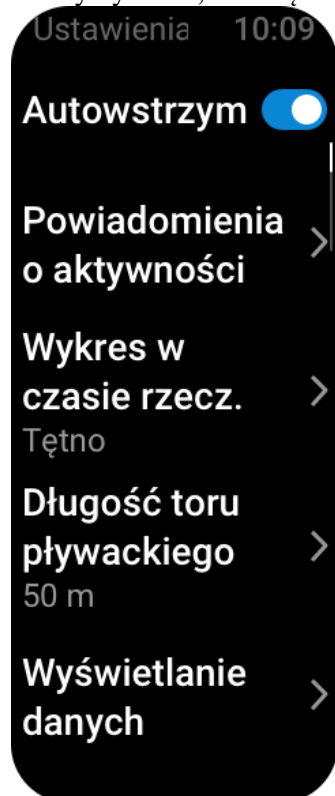 Ustawienia 10:09
Autowstrzym
Powiadomienia
o aktywności
Wykres w
czasie rzecz.
Tętno
Długość toru
pływackiego
50 m
Wyświetlanie
danych